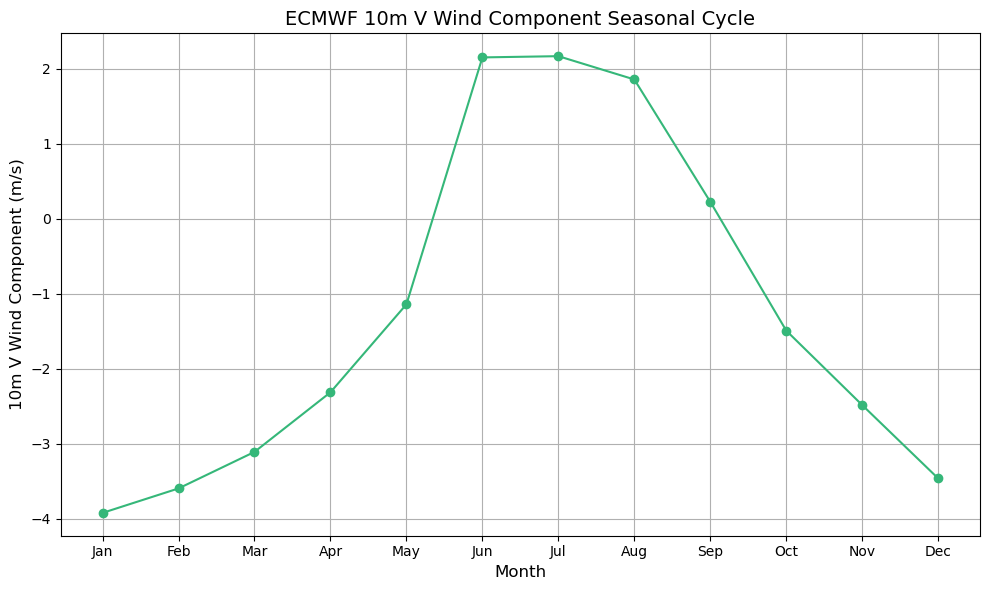 ECMWF 10m V Wind Component Seasonal Cycle
10m V Wind Component (m/s)
2
1
0
−1
−2
−3
−4
Jan Feb Mar Apr May Jun Jul Aug Sep Oct Nov Dec
Month